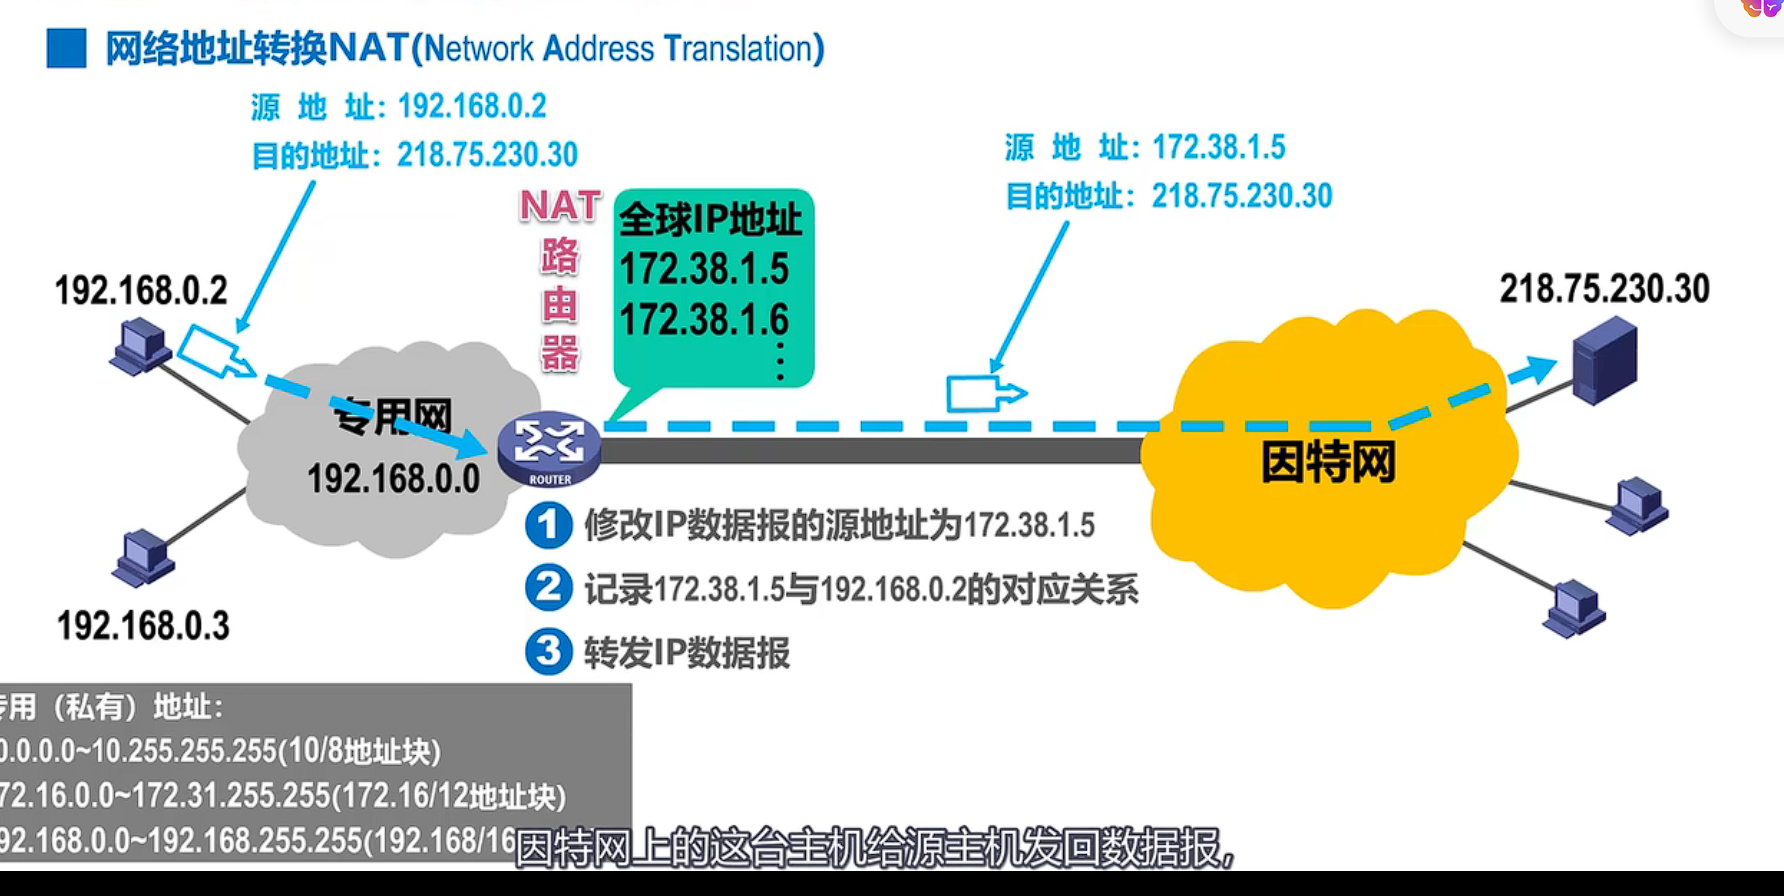 网络地址转换NAT(Network Address Translation)
源 地 址：192.168.0.2
目的地址：218.75.230.30
源 地 址：172.38.1.5
目的地址：218.75.230.30
NAT
路
由
器
全球IP地址
172.38.1.5
172.38.1.6
⋮
192.168.0.2
218.75.230.30
专用网
192.168.0.0
ROUTER
因特网
192.168.0.3
1 修改IP数据报的源地址为172.38.1.5
2 记录172.38.1.5与192.168.0.2的对应关系
3 转发IP数据报
用（私有）地址：
0.0.0.0~10.255.255.255(10/8地址块)
72.16.0.0~172.31.255.255(172.16/12地址块)
92.168.0.0~192.168.255.255(192.168/16
因特网上的这台主机给源主机发回数据报，